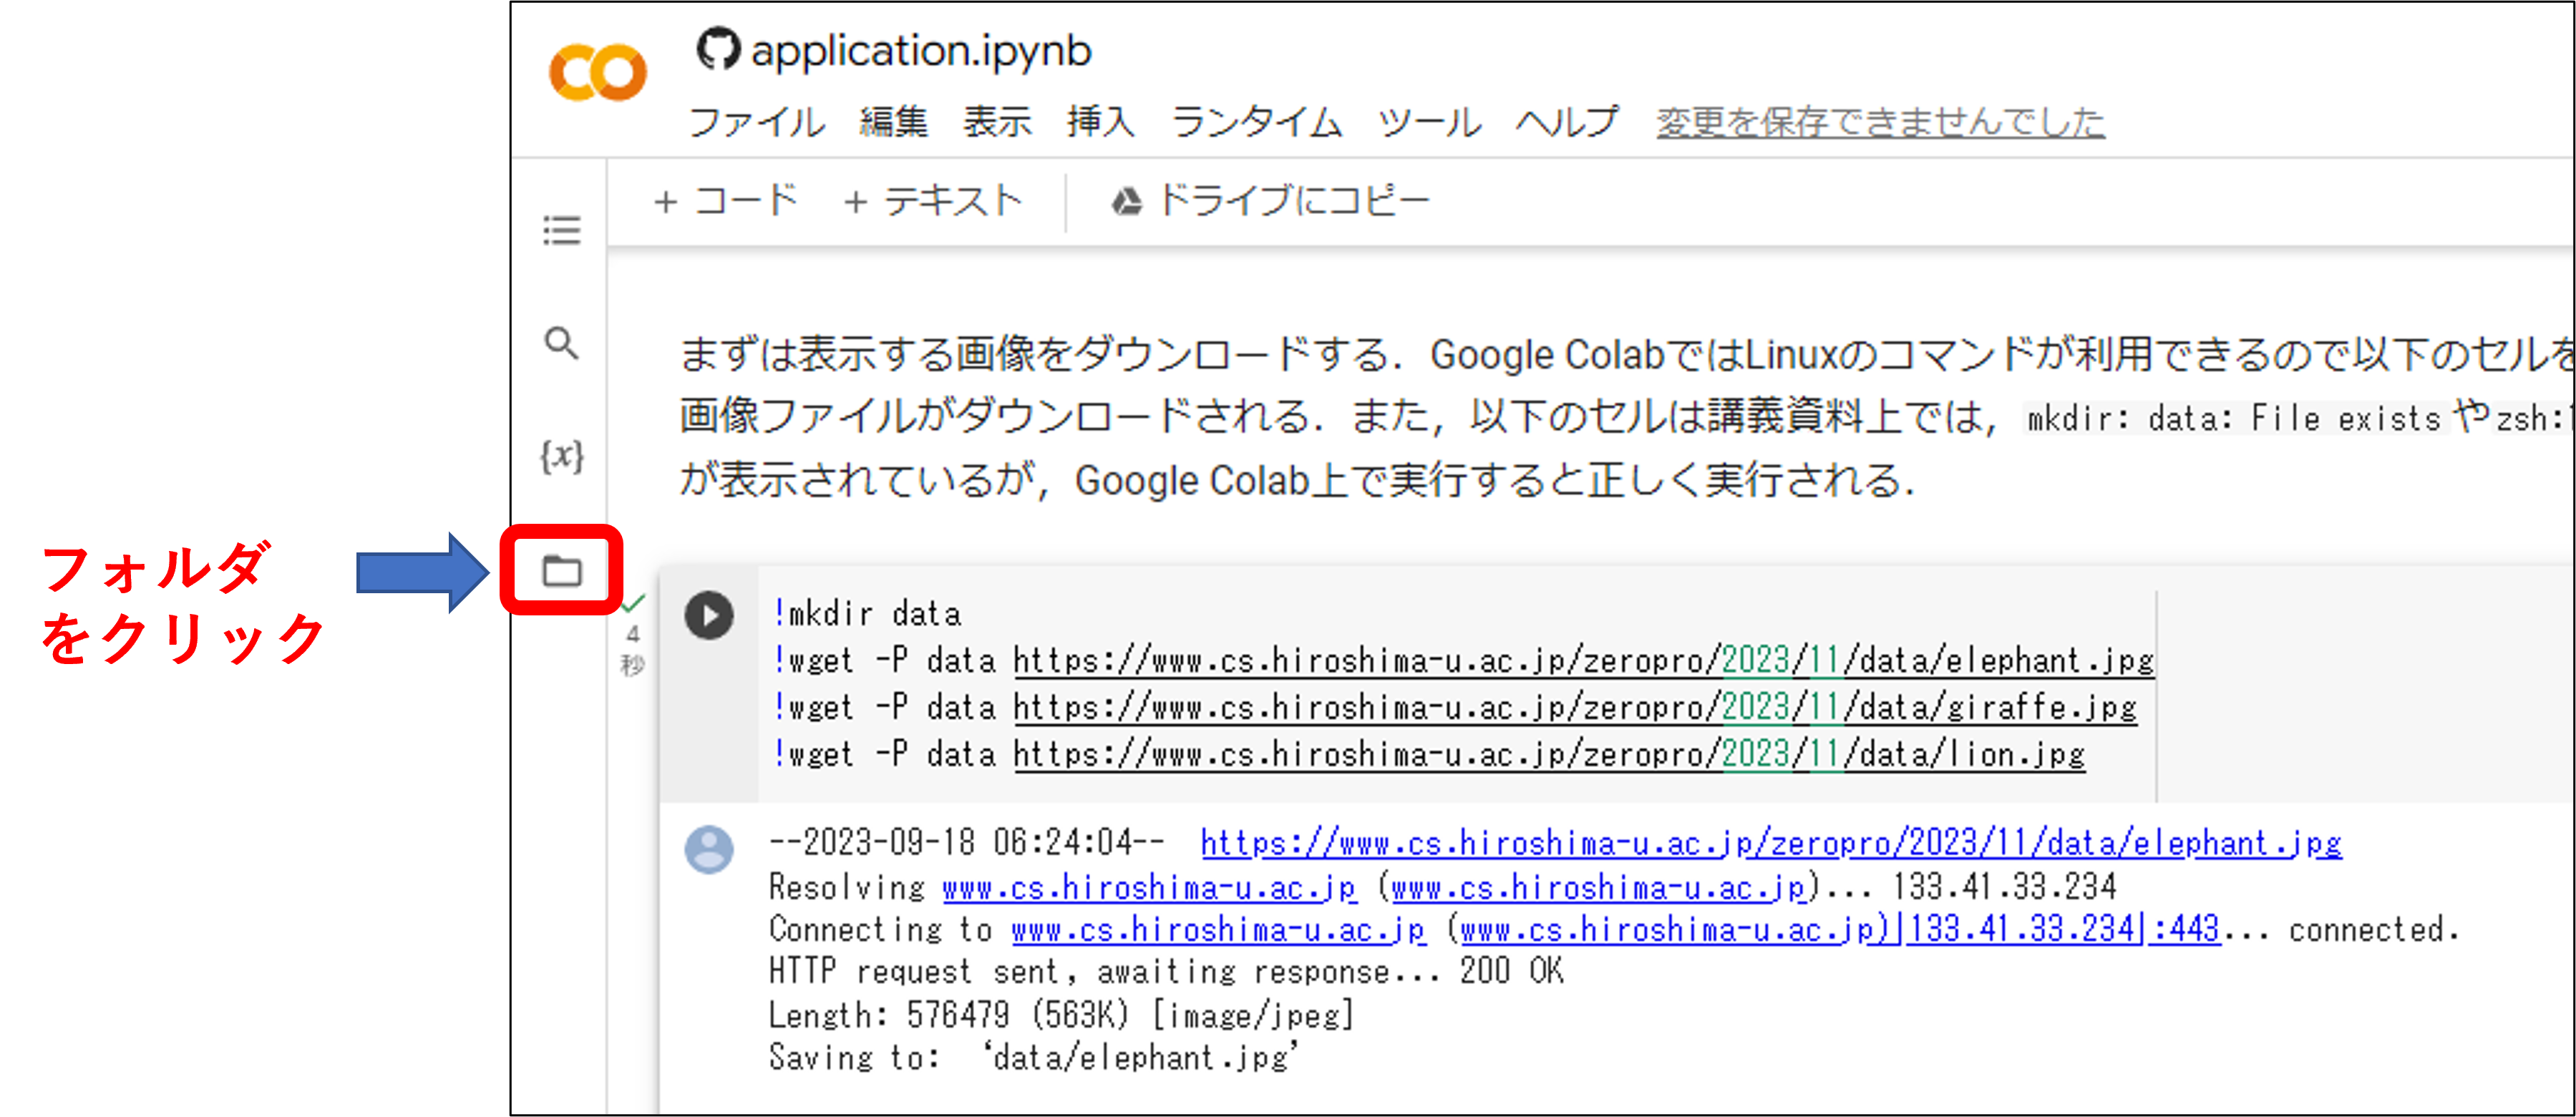 application.ipynb
ファイル 編集 表示 挿入 ランタイム ツール ヘルプ 変更を保存できませんでした
+ コード + テキスト ドライブにコピー
まずは表示する画像をダウンロードする．Google ColabではLinuxのコマンドが利用できるので以下のセルを
画像ファイルがダウンロードされる．また，以下のセルは講義資料上では，mkdir: data: File existsやzsh:1
が表示されているが，Google Colab上で実行すると正しく実行される．
{x}
フォルダ
をクリック
4
秒
!mkdir data
!wget -P data https://www.cs.hiroshima-u.ac.jp/zeropro/2023/11/data/elephant.jpg
!wget -P data https://www.cs.hiroshima-u.ac.jp/zeropro/2023/11/data/giraffe.jpg
!wget -P data https://www.cs.hiroshima-u.ac.jp/zeropro/2023/11/data/lion.jpg
--2023-09-18 06:24:04-- https://www.cs.hiroshima-u.ac.jp/zeropro/2023/11/data/elephant.jpg
Resolving www.cs.hiroshima-u.ac.jp (www.cs.hiroshima-u.ac.jp)... 133.41.33.234
Connecting to www.cs.hiroshima-u.ac.jp (www.cs.hiroshima-u.ac.jp)|133.41.33.234|:443... connected.
HTTP request sent, awaiting response... 200 OK
Length: 576479 (563K) [image/jpeg]
Saving to: ‘data/elephant.jpg’